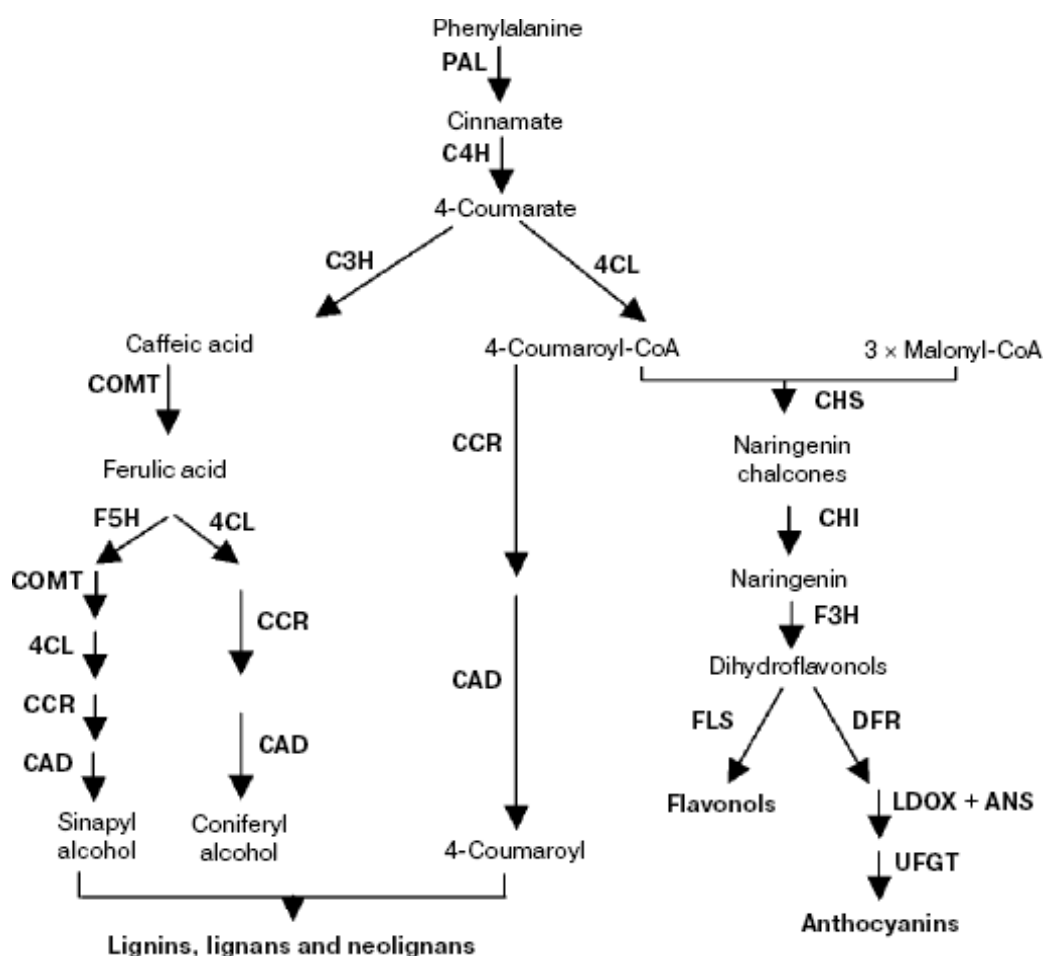 Phenylalanine
PAL
Cinnamate
C4H
4-Coumarate
C3H
4CL
Caffeic acid
4-Coumaroyl-CoA
3 × Malonyl-CoA
COMT
CHS
CCR
Naringenin
chalcones
Ferulic acid
F5H
4CL
CHI
COMT
Naringenin
CCR
F3H
4CL
Dihydroflavonols
CAD
CCR
FLS
DFR
CAD
CAD
Flavonols
LDOX + ANS
Sinapyl
alcohol
Coniferyl
alcohol
4-Coumaroyl
UFGT
Anthocyanins
Lignins, lignans and neolignans